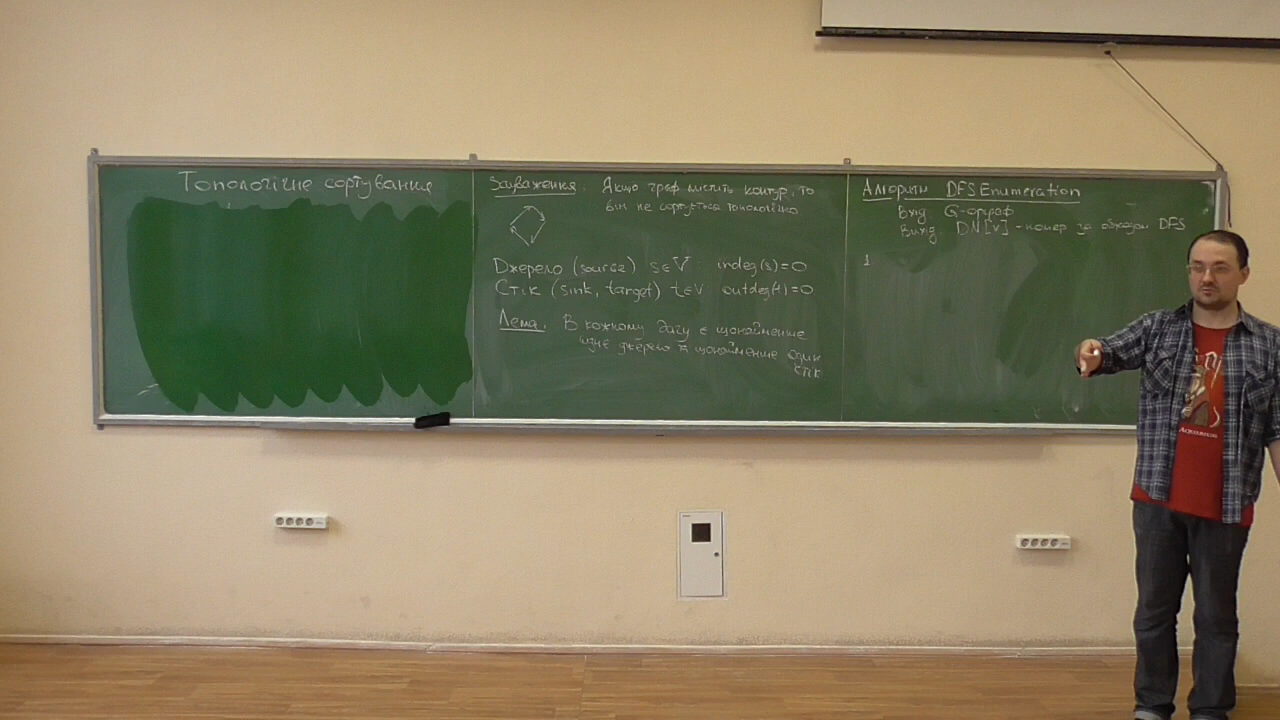 Топологічне сортування
Зауваження. Якщо граф містить контур, то
він не сортується топологічно
Джерело (source) s∈V indeg(s)=0
Стік (sink, target) t∈V outdeg(t)=0
Лема. В кожному дагу є щонайменше
одне джерело та щонайменше один
стік
Алгоритм DFSEnumeration
Вхід G-орграф
Вихід. DN[v] - номер за обходом DFS
1